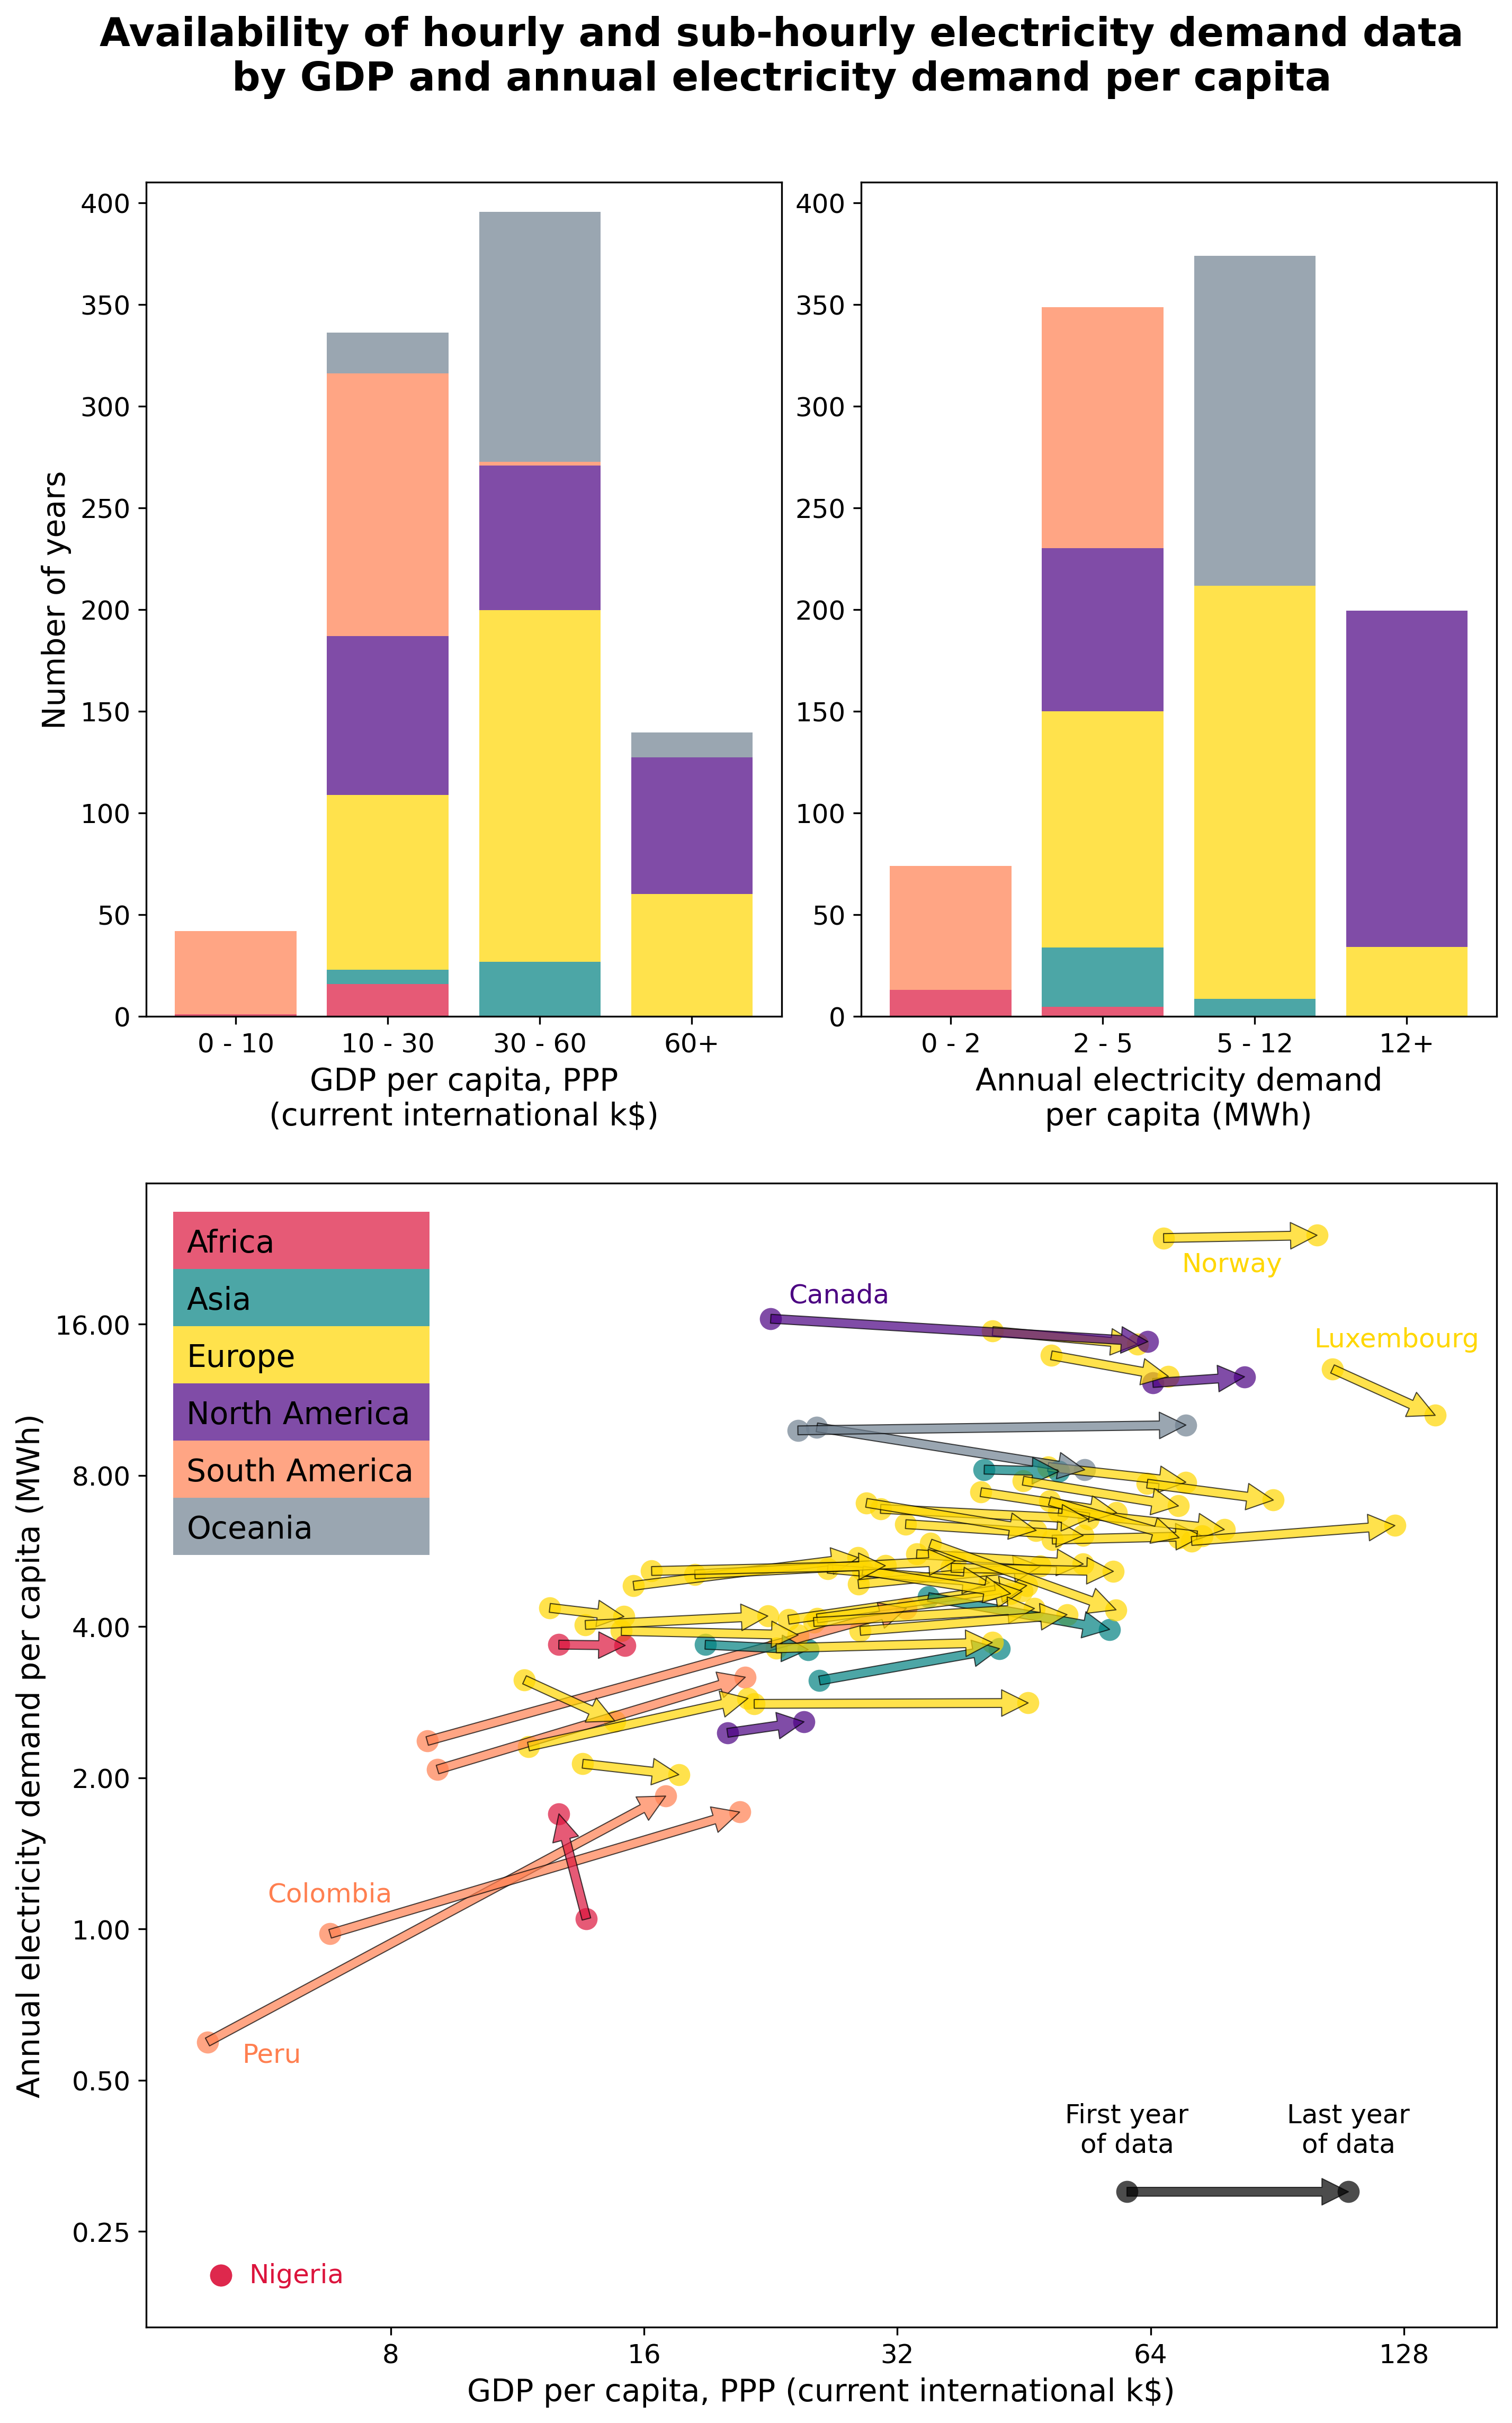 Availability of hourly and sub-hourly electricity demand data
by GDP and annual electricity demand per capita
400
350
300
250
200
150
100
50
0
Number of years
0 - 10
10 - 30
30 - 60
60+
GDP per capita, PPP
(current international k$)
400
350
300
250
200
150
100
50
0
0 - 2
2 - 5
5 - 12
12+
Annual electricity demand
per capita (MWh)
Africa
Asia
Europe
North America
South America
Oceania
Norway
Canada
Luxembourg
Colombia
Peru
Nigeria
First year
of data
Last year
of data
16.00
8.00
4.00
2.00
1.00
0.50
0.25
Annual electricity demand per capita (MWh)
8
16
32
64
128
GDP per capita, PPP (current international k$)